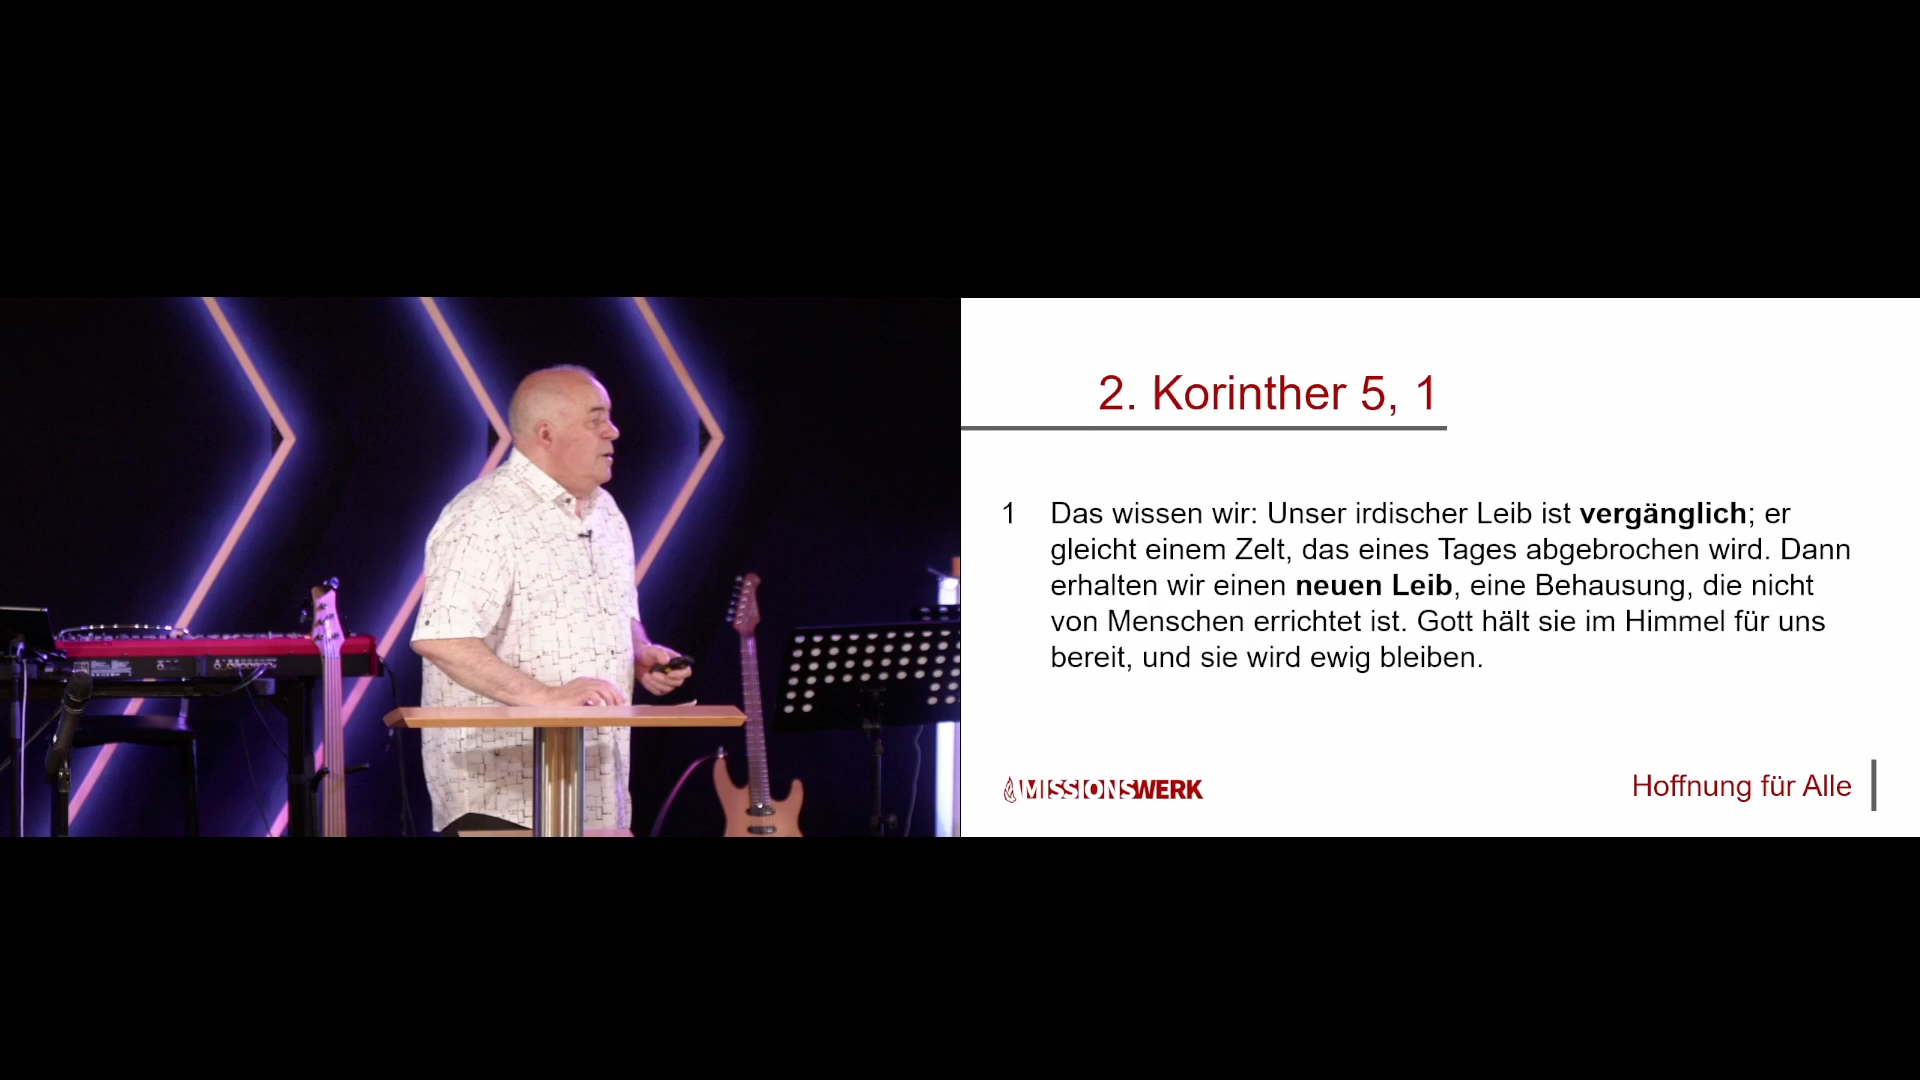 2. Korinther 5, 1
1 Das wissen wir: Unser irdischer Leib ist vergänglich; er
gleicht einem Zelt, das eines Tages abgebrochen wird. Dann
erhalten wir einen neuen Leib, eine Behausung, die nicht
von Menschen errichtet ist. Gott hält sie im Himmel für uns
bereit, und sie wird ewig bleiben.
MISSIONSWERK
Hoffnung für Alle